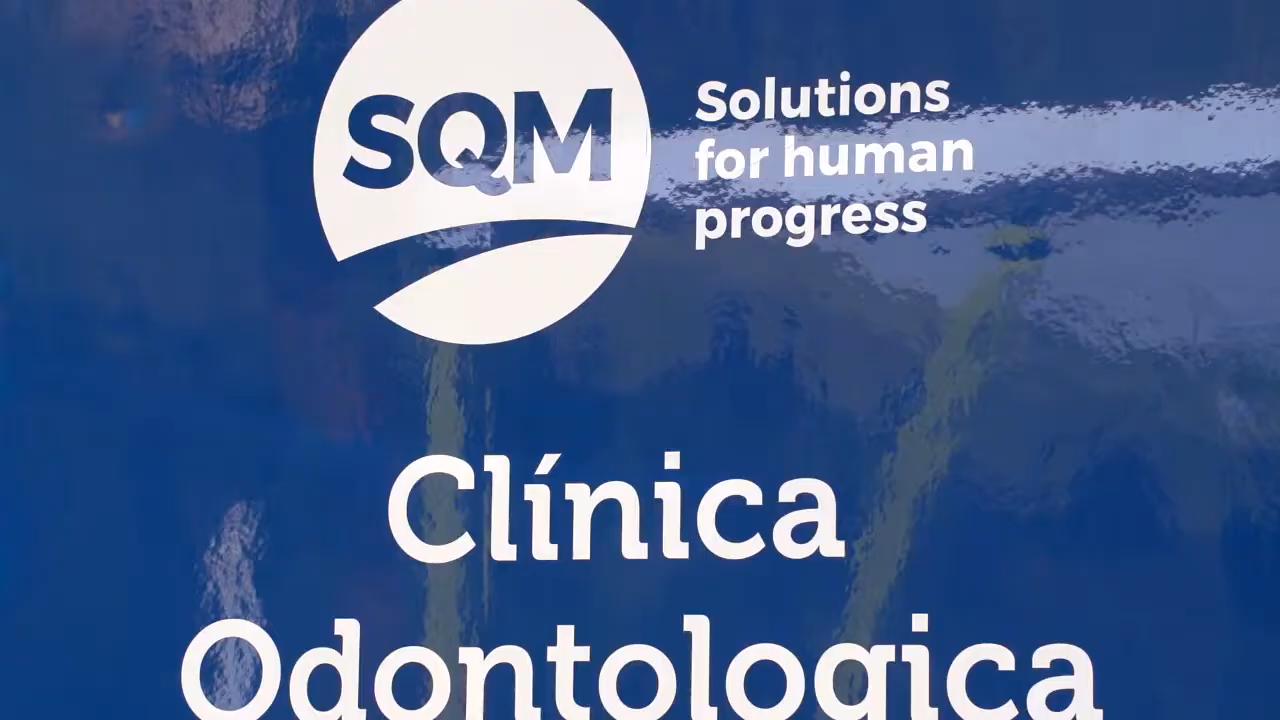 SQM
Solutions
for human
progress
Clínica
Odontologica